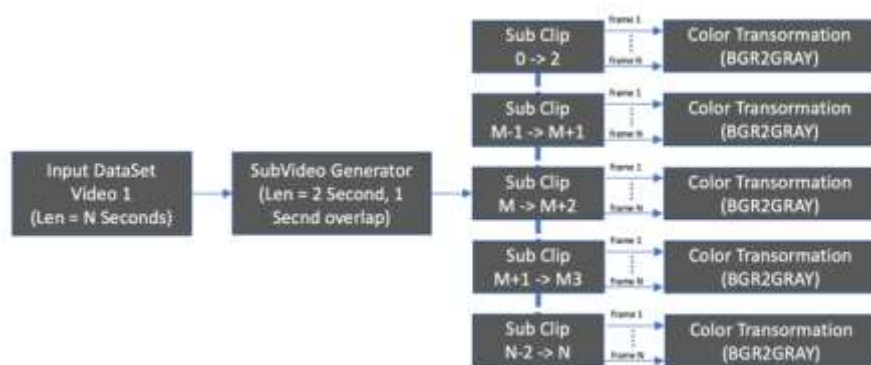 Input DataSet
Video 1
(Len = N Seconds)
SubVideo Generator
(Len = 2 Second, 1
Secnd overlap)
Sub Clip
0 -> 2
frame 1
frame N
Color Transormation
(BGR2GRAY)
Sub Clip
M-1 -> M+1
frame 1
frame N
Color Transormation
(BGR2GRAY)
Sub Clip
M -> M+2
frame 1
frame N
Color Transormation
(BGR2GRAY)
Sub Clip
M+1 -> M3
frame 1
frame N
Color Transormation
(BGR2GRAY)
Sub Clip
N-2 -> N
frame 1
frame N
Color Transormation
(BGR2GRAY)